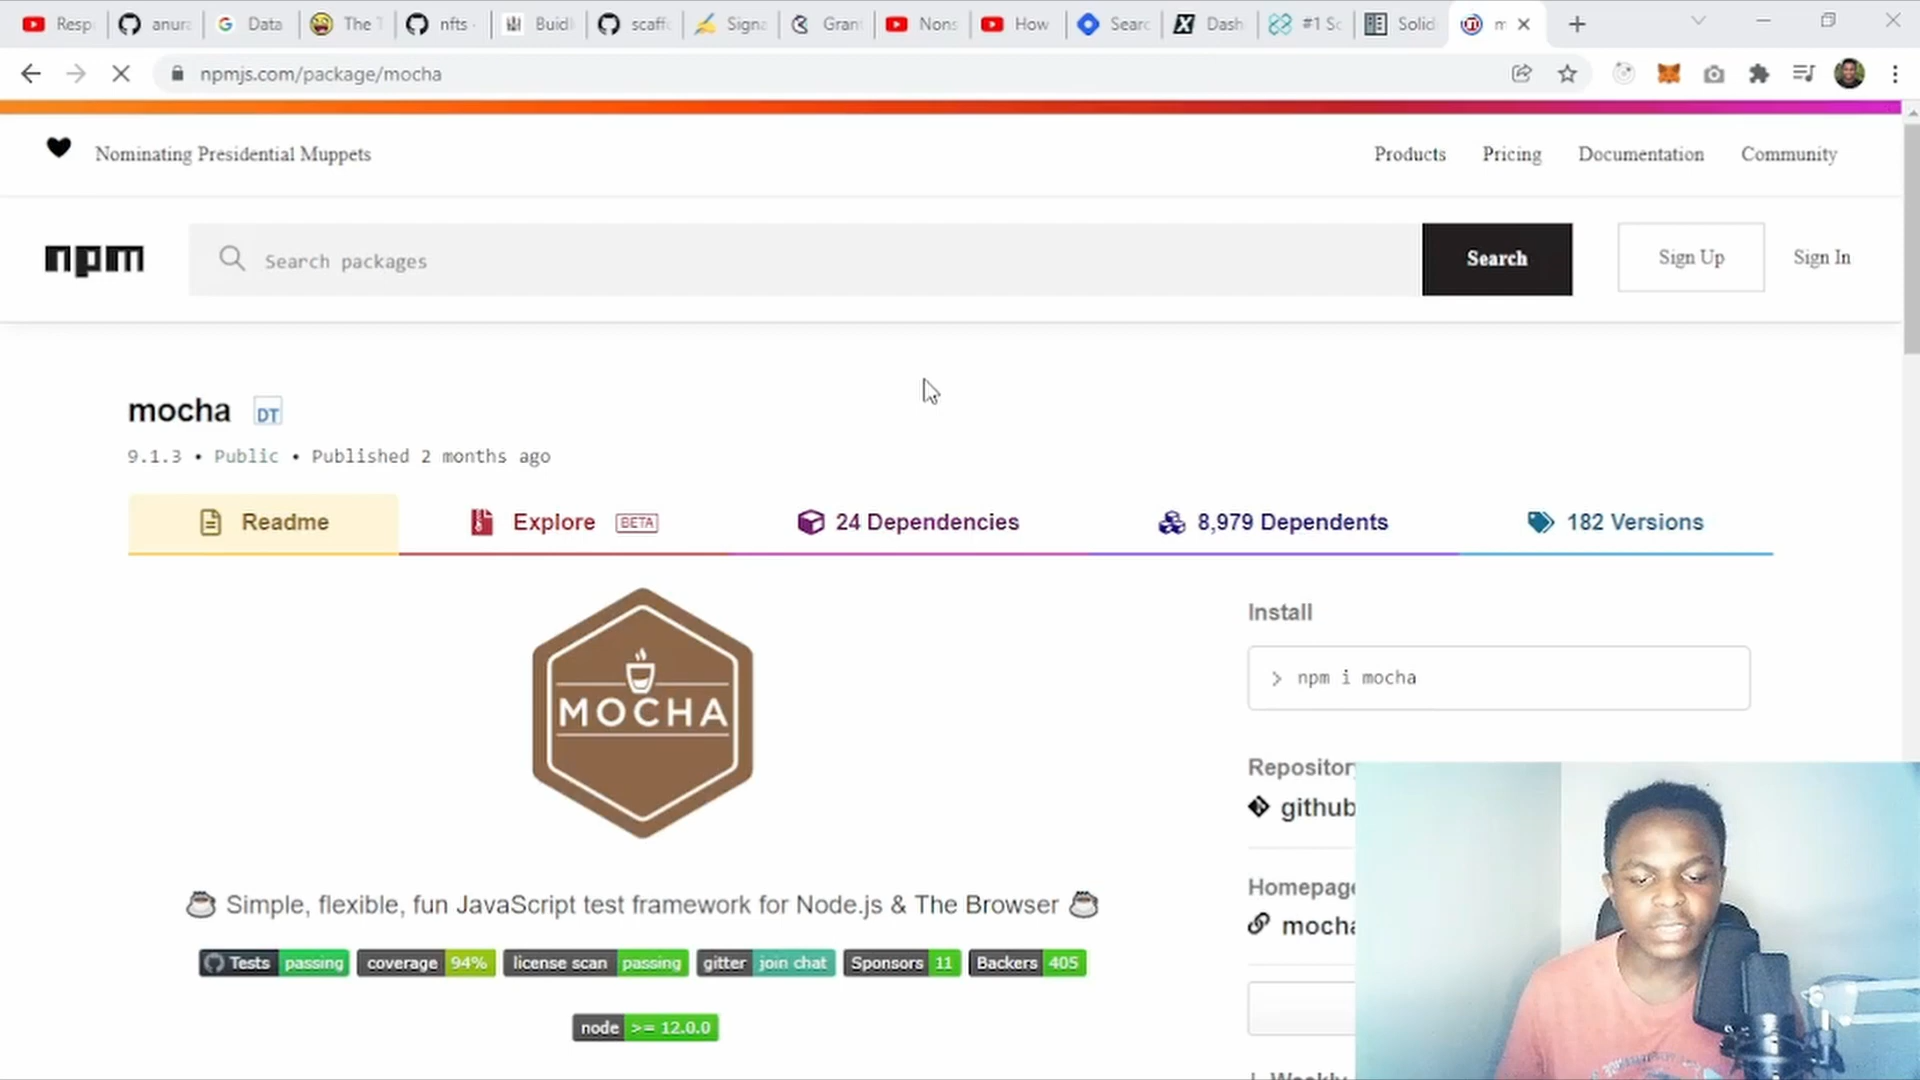 Resp
anura
Data
The T
nfts
Buidl
scaffo
Signa
Gran
Nons
How
Searc
Dash
#1 Sc
Solid
m
npmjs.com/package/mocha
Nominating Presidential Muppets
Products
Pricing
Documentation
Community
npm
Search packages
Search
Sign Up
Sign In
mocha DT
9.1.3 • Public • Published 2 months ago
Readme
Explore BETA
24 Dependencies
8,979 Dependents
182 Versions
MOCHA
Install
> npm i mocha
Repository
github
Homepage
mocha
Simple, flexible, fun JavaScript test framework for Node.js & The Browser
Tests passing
coverage 94%
license scan passing
gitter join chat
Sponsors 11
Backers 405
node >= 12.0.0
Weekly